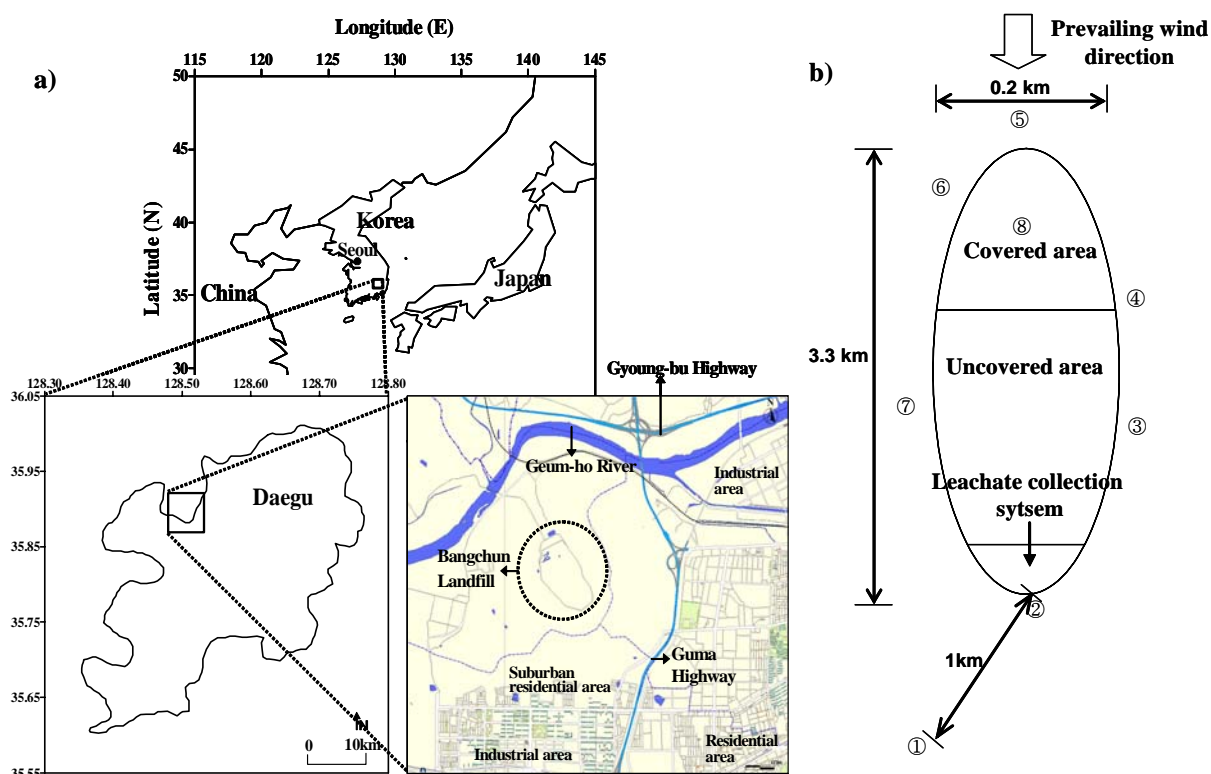 Longitude (E)
115 120 125 130 135 140 145
a)
50
45
40
35
30
Latitude (N)
Korea
Seoul
China
Japan
128.30 128.40 128.50 128.60 128.70 128.80
36.05
35.95
35.85
35.75
35.65
35.55
Daegu
N
0 10km
Gyoung-bu Highway
Geum-ho River
Industrial
area
Bangchun
Landfill
Guma
Highway
Suburban
residential area
Industrial area
Residential
area
b)
Prevailing wind
direction
0.2 km
⑤
⑥
⑧
Covered area
④
3.3 km
Uncovered area
⑦
③
Leachate collection
sytsem
②
1km
①